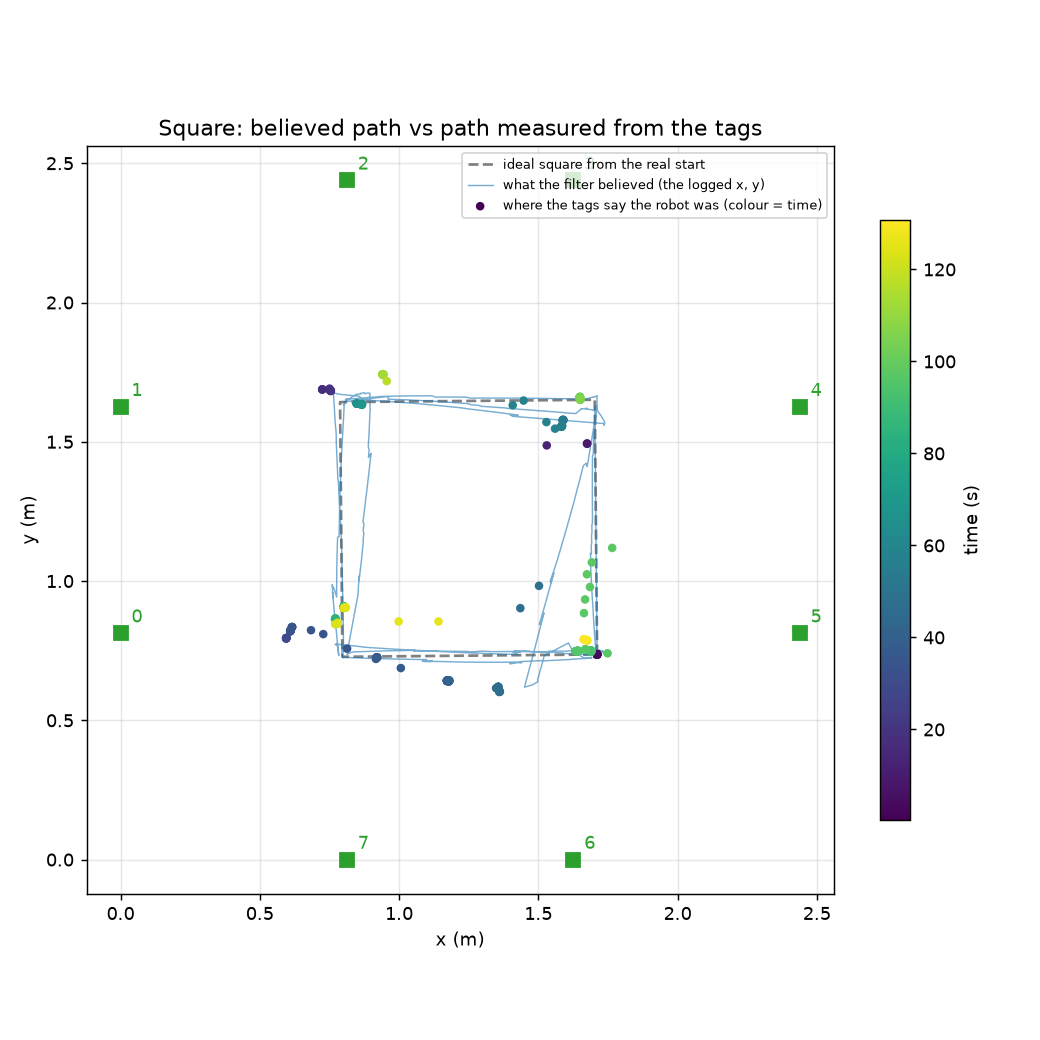 Square: believed path vs path measured from the tags
ideal square from the real start
what the filter believed (the logged x, y)
where the tags say the robot was (colour = time)
2.5
2.0
1.5
1.0
0.5
0.0
y (m)
0.0 0.5 1.0 1.5 2.0 2.5
x (m)
2
1
4
0
5
7
6
120
100
80
60
40
20
time (s)